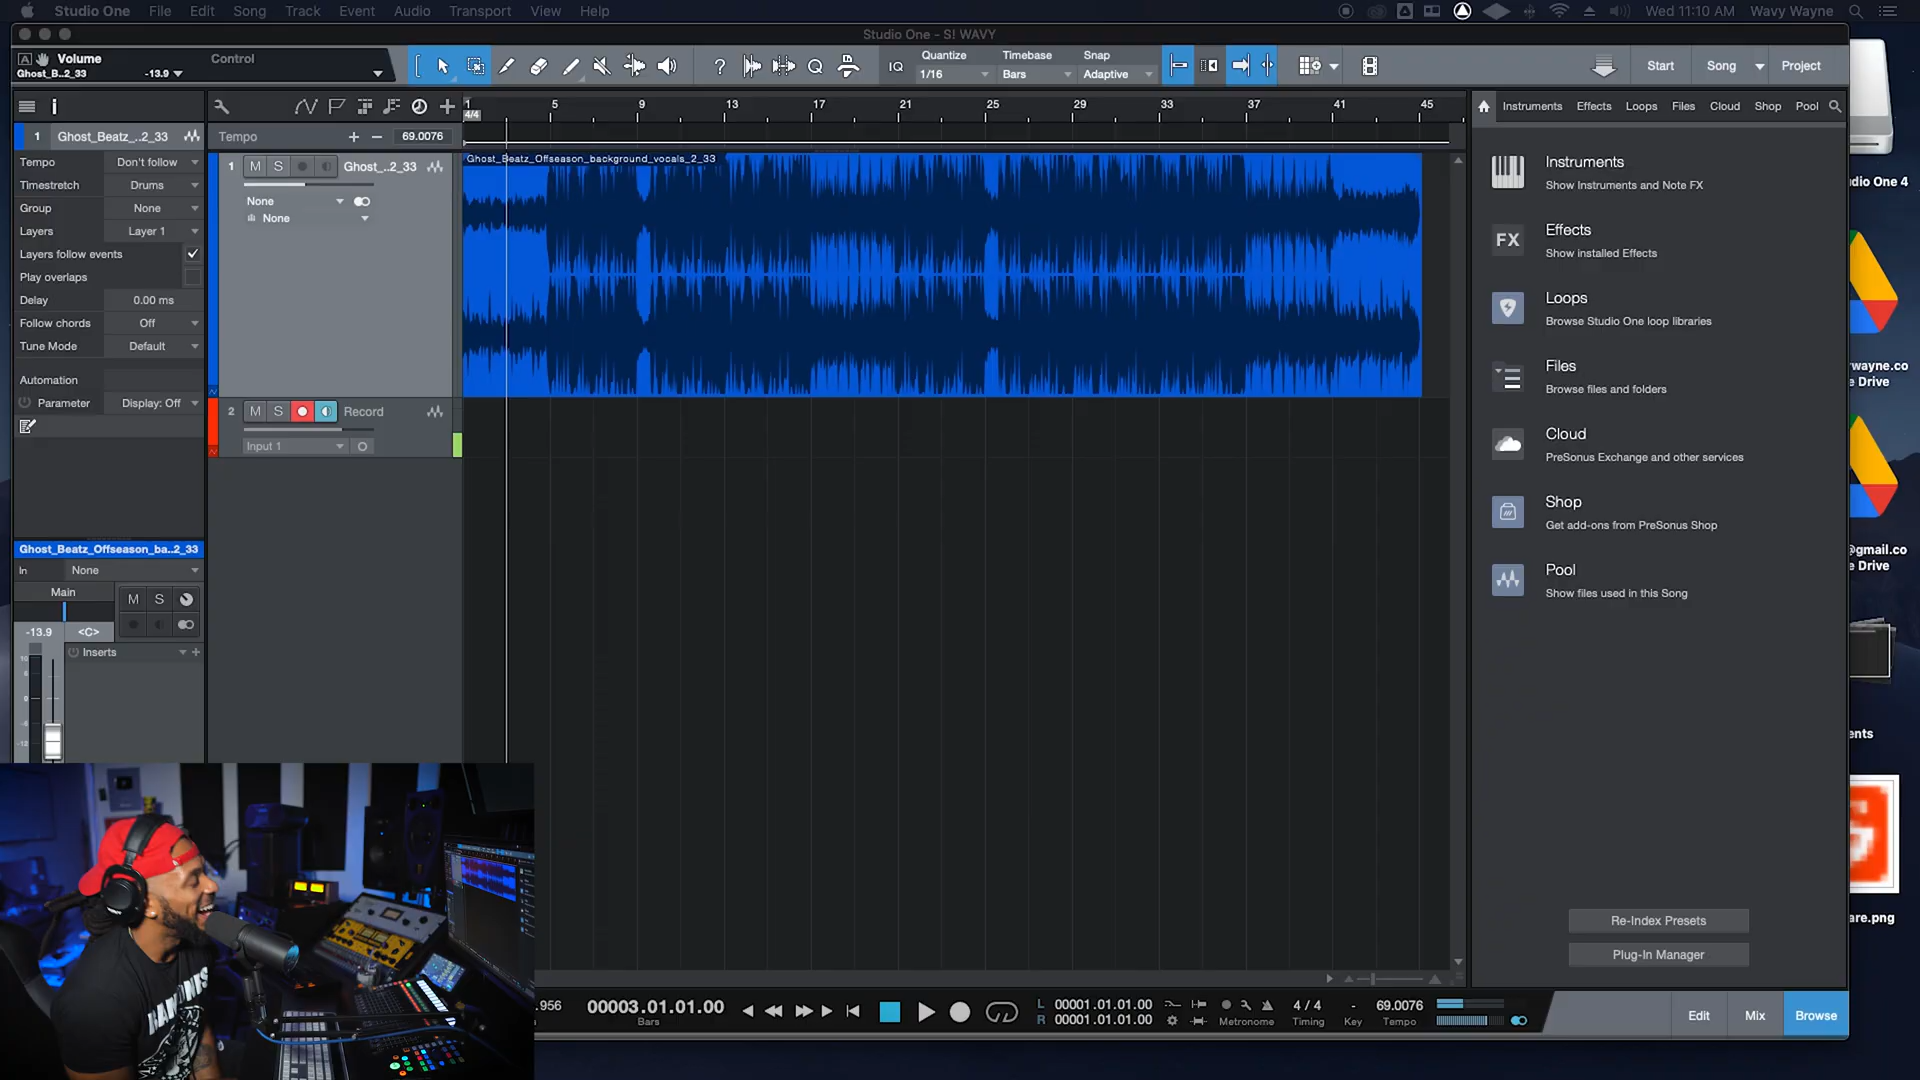 Studio One File Edit Song Track Event Audio Transport View Help
Wed 11:10 AM Wavy Wayne
Studio One - S! WAVY
Volume Control
Ghost_B..2_33 -13.9
Quantize Timebase Snap
IQ 1/16 Bars Adaptive
Start Song Project
1 5 9 13 17 21 25 29 33 37 41 45
4/4
Instruments Effects Loops Files Cloud Shop Pool
1 Ghost_Beatz_..2_33
Tempo + − 69.0076
Tempo Don't follow
Timestretch Drums
Group None
Layers Layer 1
Layers follow events
Play overlaps
Delay 0.00 ms
Follow chords Off
Tune Mode Default
Automation
Parameter Display: Off
1 M S Ghost_..2_33
None
None
Ghost_Beatz_Offseason_background_vocals_2_33
2 M S Record
Input 1
Instruments
Show Instruments and Note FX
FX
Effects
Show installed Effects
Loops
Browse Studio One loop libraries
Files
Browse files and folders
Cloud
PreSonus Exchange and other services
Shop
Get add-ons from PreSonus Shop
Pool
Show files used in this Song
Re-Index Presets
Plug-In Manager
Ghost_Beatz_Offseason_ba..2_33
In None
Main
M S
-13.9 <C>
Inserts
dio One 4
rwayne.co
e Drive
@gmail.co
e Drive
ents
are.png
.956
00003.01.01.00
Bars
L 00001.01.01.00
R 00001.01.01.00
Metronome
4 / 4
Timing
-
Key
69.0076
Tempo
Edit Mix Browse